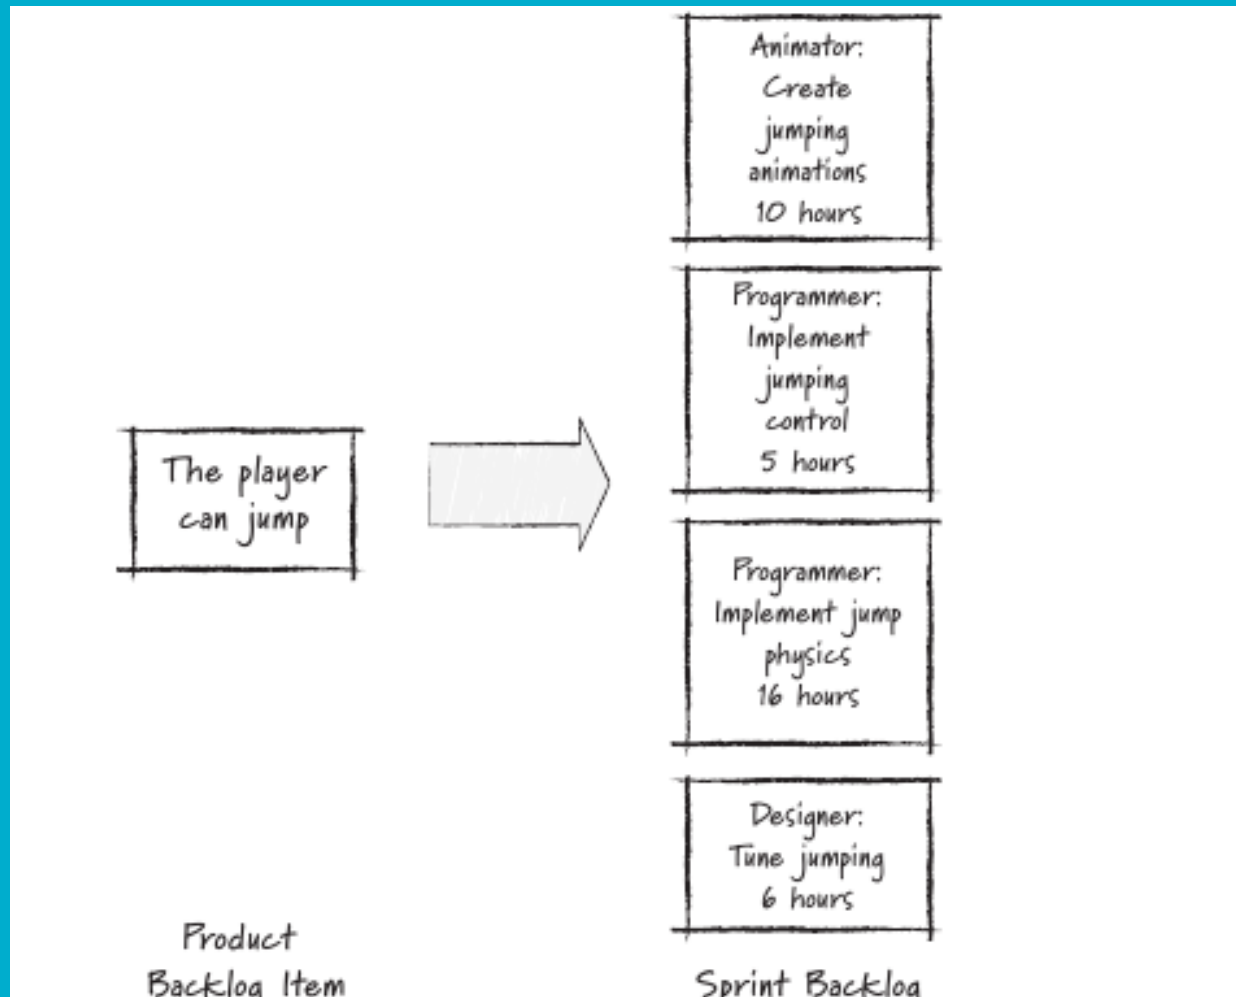 The player
can jump
Product
Backlog Item
Animator:
Create
jumping
animations
10 hours
Programmer:
Implement
jumping
control
5 hours
Programmer:
Implement jump
physics
16 hours
Designer:
Tune jumping
6 hours
Sprint Backlog